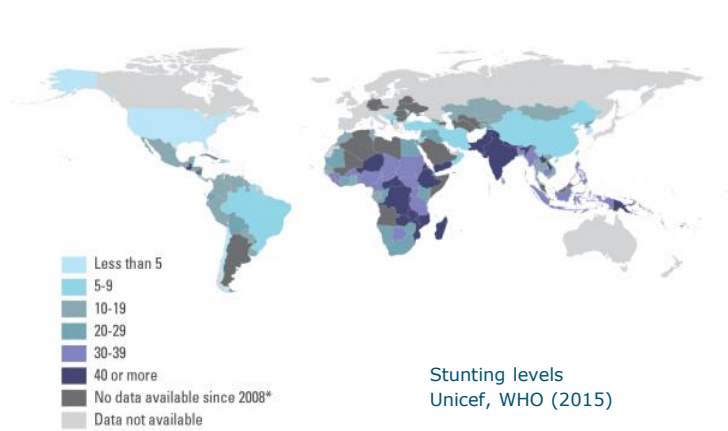 Less than 5
5-9
10-19
20-29
30-39
40 or more
No data available since 2008*
Data not available
Stunting levels
Unicef, WHO (2015)